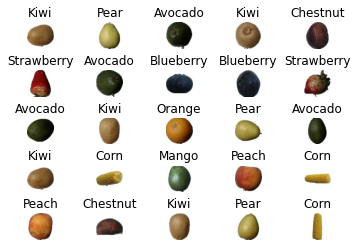 Kiwi Pear Avocado Kiwi Chestnut
Strawberry Avocado Blueberry Blueberry Strawberry
Avocado Kiwi Orange Pear Avocado
Kiwi Corn Mango Peach Corn
Peach Chestnut Kiwi Pear Corn